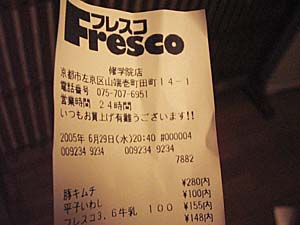 フレスコ
Fresco
修学院店
京都市左京区山端壱町田町14-1
電話番号 075-707-6951
営業時間 24時間
いつもお買上げ有難うございます!!
2005年 6月29日(水)20:40 #000004
009234 9234 009234 9234
7882
¥280内
豚キムチ ¥100内
平子いわし ¥155内
フレスコ3.6牛乳 100 ¥148内